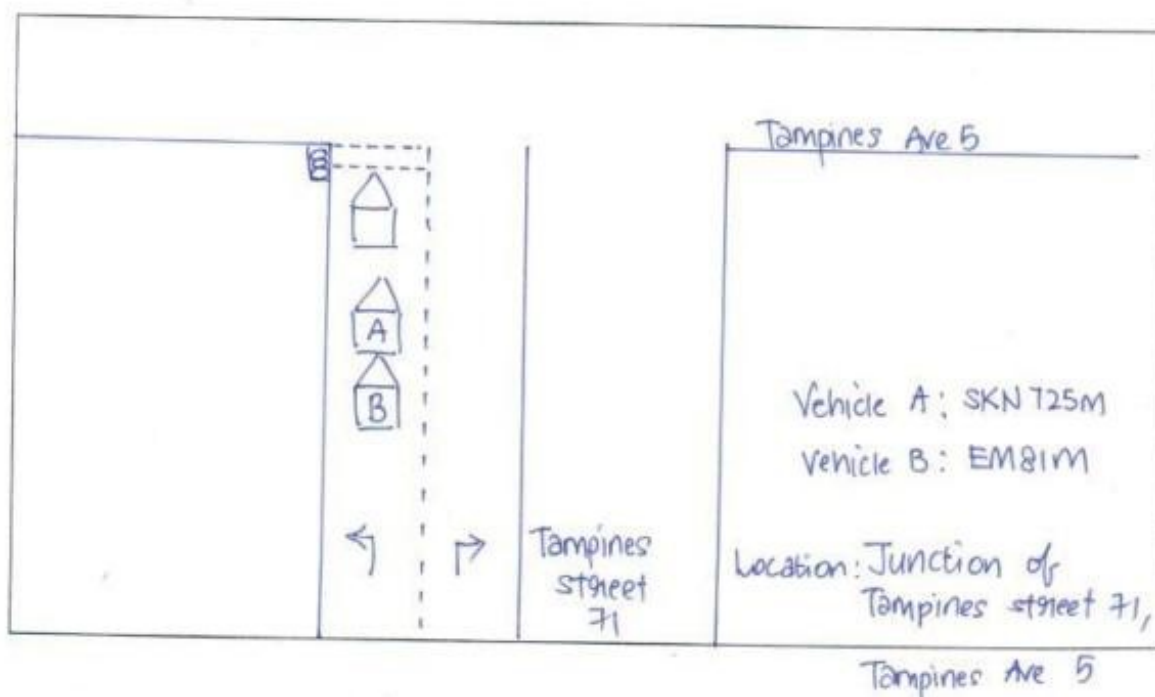 Tampines Ave 5
A
B
Vehicle A: SKN 725M
Vehicle B: EM81M
Tampines
street
71
Location: Junction of
Tampines street 71,
Tampines Ave 5